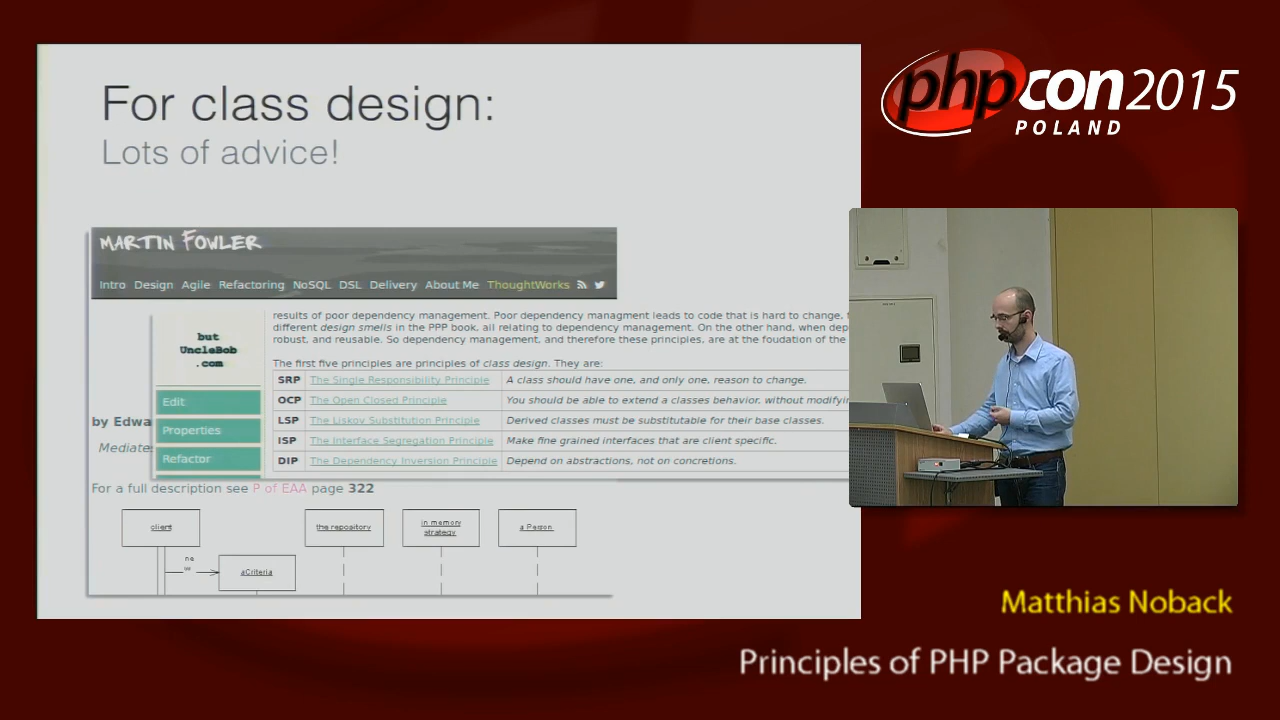 For class design:
Lots of advice!
MARTIN FOWLER
Intro Design Agile Refactoring NoSQL DSL Delivery About Me ThoughtWorks
results of poor dependency management. Poor dependency managment leads to code that is hard to change,
different design smells in the PPP book, all relating to dependency management. On the other hand, when dep
robust, and reusable. So dependency management, and therefore these principles, are at the foudation of the
The first five principles are principles of class design. They are:
SRP The Single Responsibility Principle A class should have one, and only one, reason to change.
OCP The Open Closed Principle You should be able to extend a classes behavior, without modifyin
LSP The Liskov Substitution Principle Derived classes must be substitutable for their base classes.
ISP The Interface Segregation Principle Make fine grained interfaces that are client specific.
DIP The Dependency Inversion Principle Depend on abstractions, not on concretions.
but
UncleBob
.com
Edit
Properties
Refactor
by Edwa
Mediates
For a full description see P of EAA page 322
client
the repository
in memory
strategy
a Person
ne
w
aCriteria
phpcon 2015
POLAND
Matthias Noback
Principles of PHP Package Design